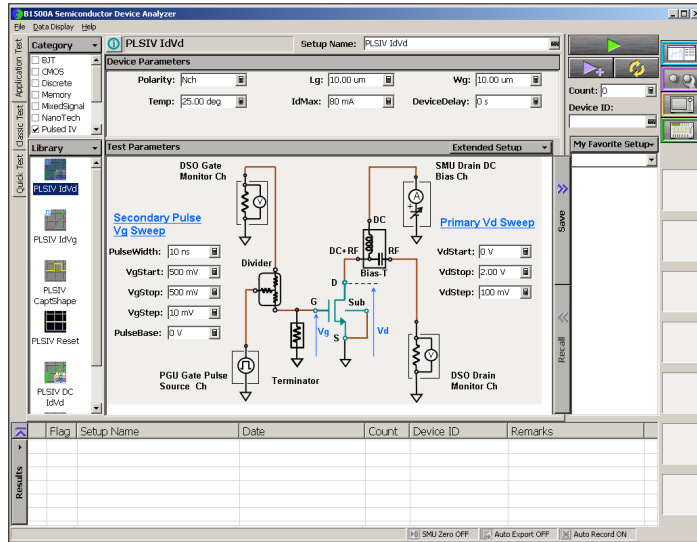 B1500A Semiconductor Device Analyzer
File Data Display Help
Application Test
Classic Test
Quick Test
Category
BJT
CMOS
Discrete
Memory
MixedSignal
NanoTech
Pulsed IV
Library
PLSIV IdVd
PLSIV IdVg
PLSIV
CaptShape
PLSIV Reset
PLSIV DC
IdVd
PLSIV IdVd
Setup Name: PLSIV IdVd
Device Parameters
Polarity: Nch Lg: 10.00 um Wg: 10.00 um
Temp: 25.00 deg IdMax: 80 mA DeviceDelay: 0 s
Test Parameters
Extended Setup
DSO Gate
Monitor Ch
V
SMU Drain DC
Bias Ch
A
Secondary Pulse
Vg Sweep
PulseWidth: 10 ns
VgStart: 500 mV
VgStop: 500 mV
VgStep: 10 mV
PulseBase: 0 V
Divider
DC
DC+RF
RF
Bias-T
D
G
Sub
S
Vg
Vd
Primary Vd Sweep
VdStart: 0 V
VdStop: 2.00 V
VdStep: 100 mV
PGU Gate Pulse
Source Ch
Terminator
V
DSO Drain
Monitor Ch
Save
Recall
Count: 0
Device ID:
My Favorite Setup
Results
Flag Setup Name Date Count Device ID Remarks
SMU Zero OFF Auto Export OFF Auto Record ON